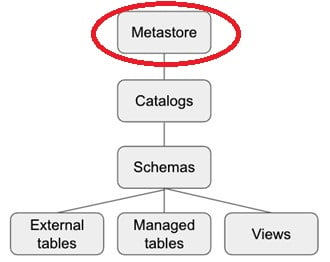 Metastore
Catalogs
Schemas
External
tables
Managed
tables
Views